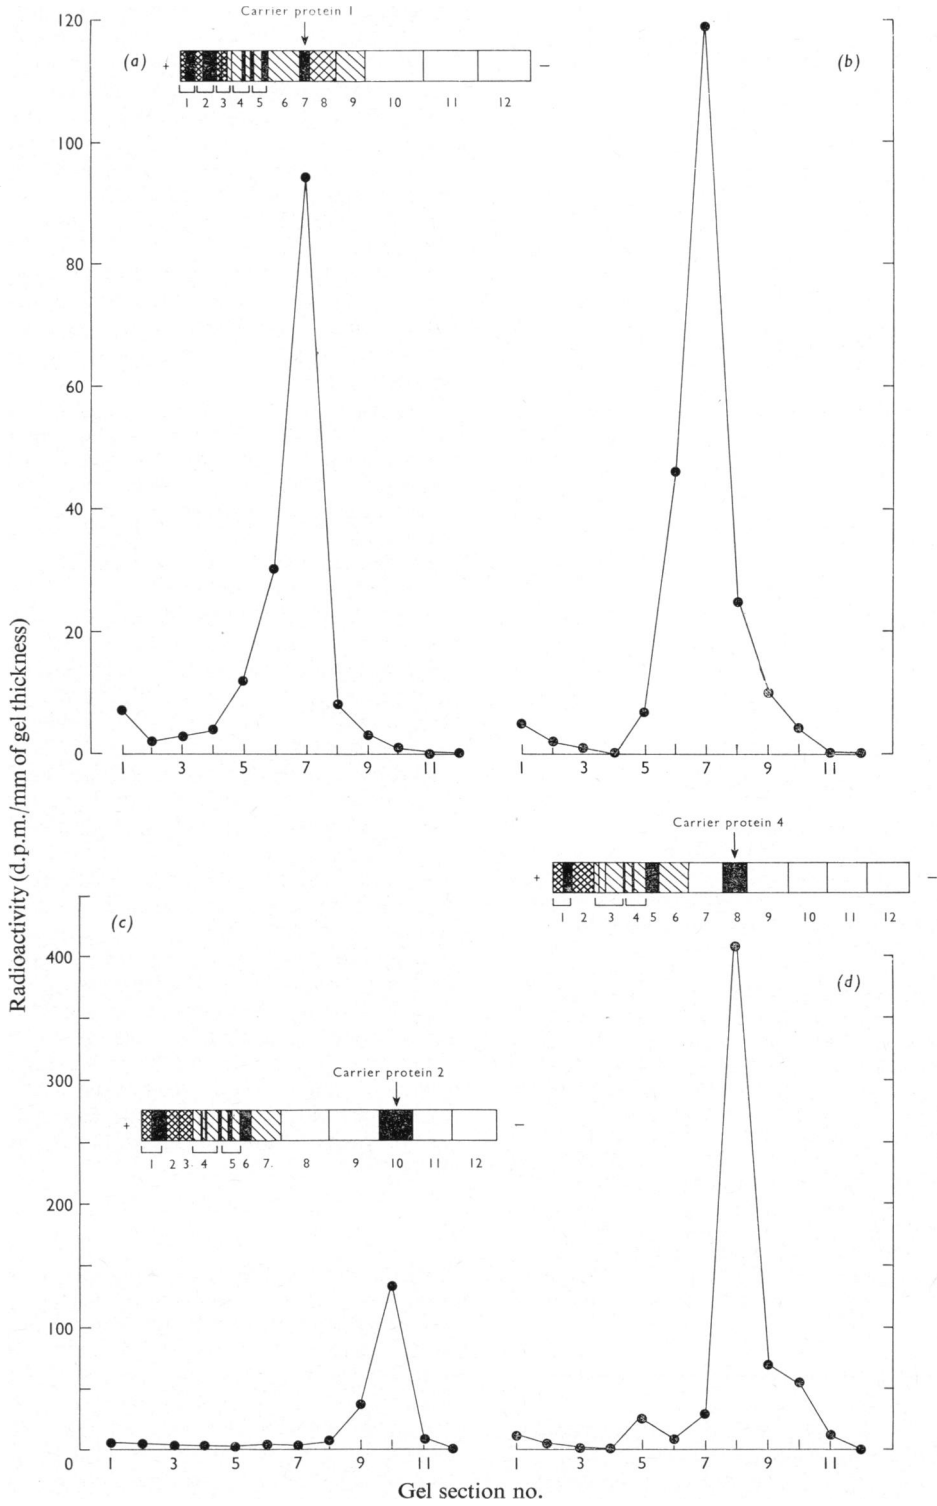 Carrier protein 1
120
(a)
+
−
(b)
1 2 3 4 5 6 7 8 9 10 11 12
100
80
60
40
20
0
1 3 5 7 9 11
1 3 5 7 9 11
Radioactivity (d.p.m./mm of gel thickness)
Carrier protein 4
+
−
1 2 3 4 5 6 7 8 9 10 11 12
(c)
400
(d)
300
Carrier protein 2
+
−
1 2 3 4 5 6 7 8 9 10 11 12
200
100
0
1 3 5 7 9 11
1 3 5 7 9 11
Gel section no.